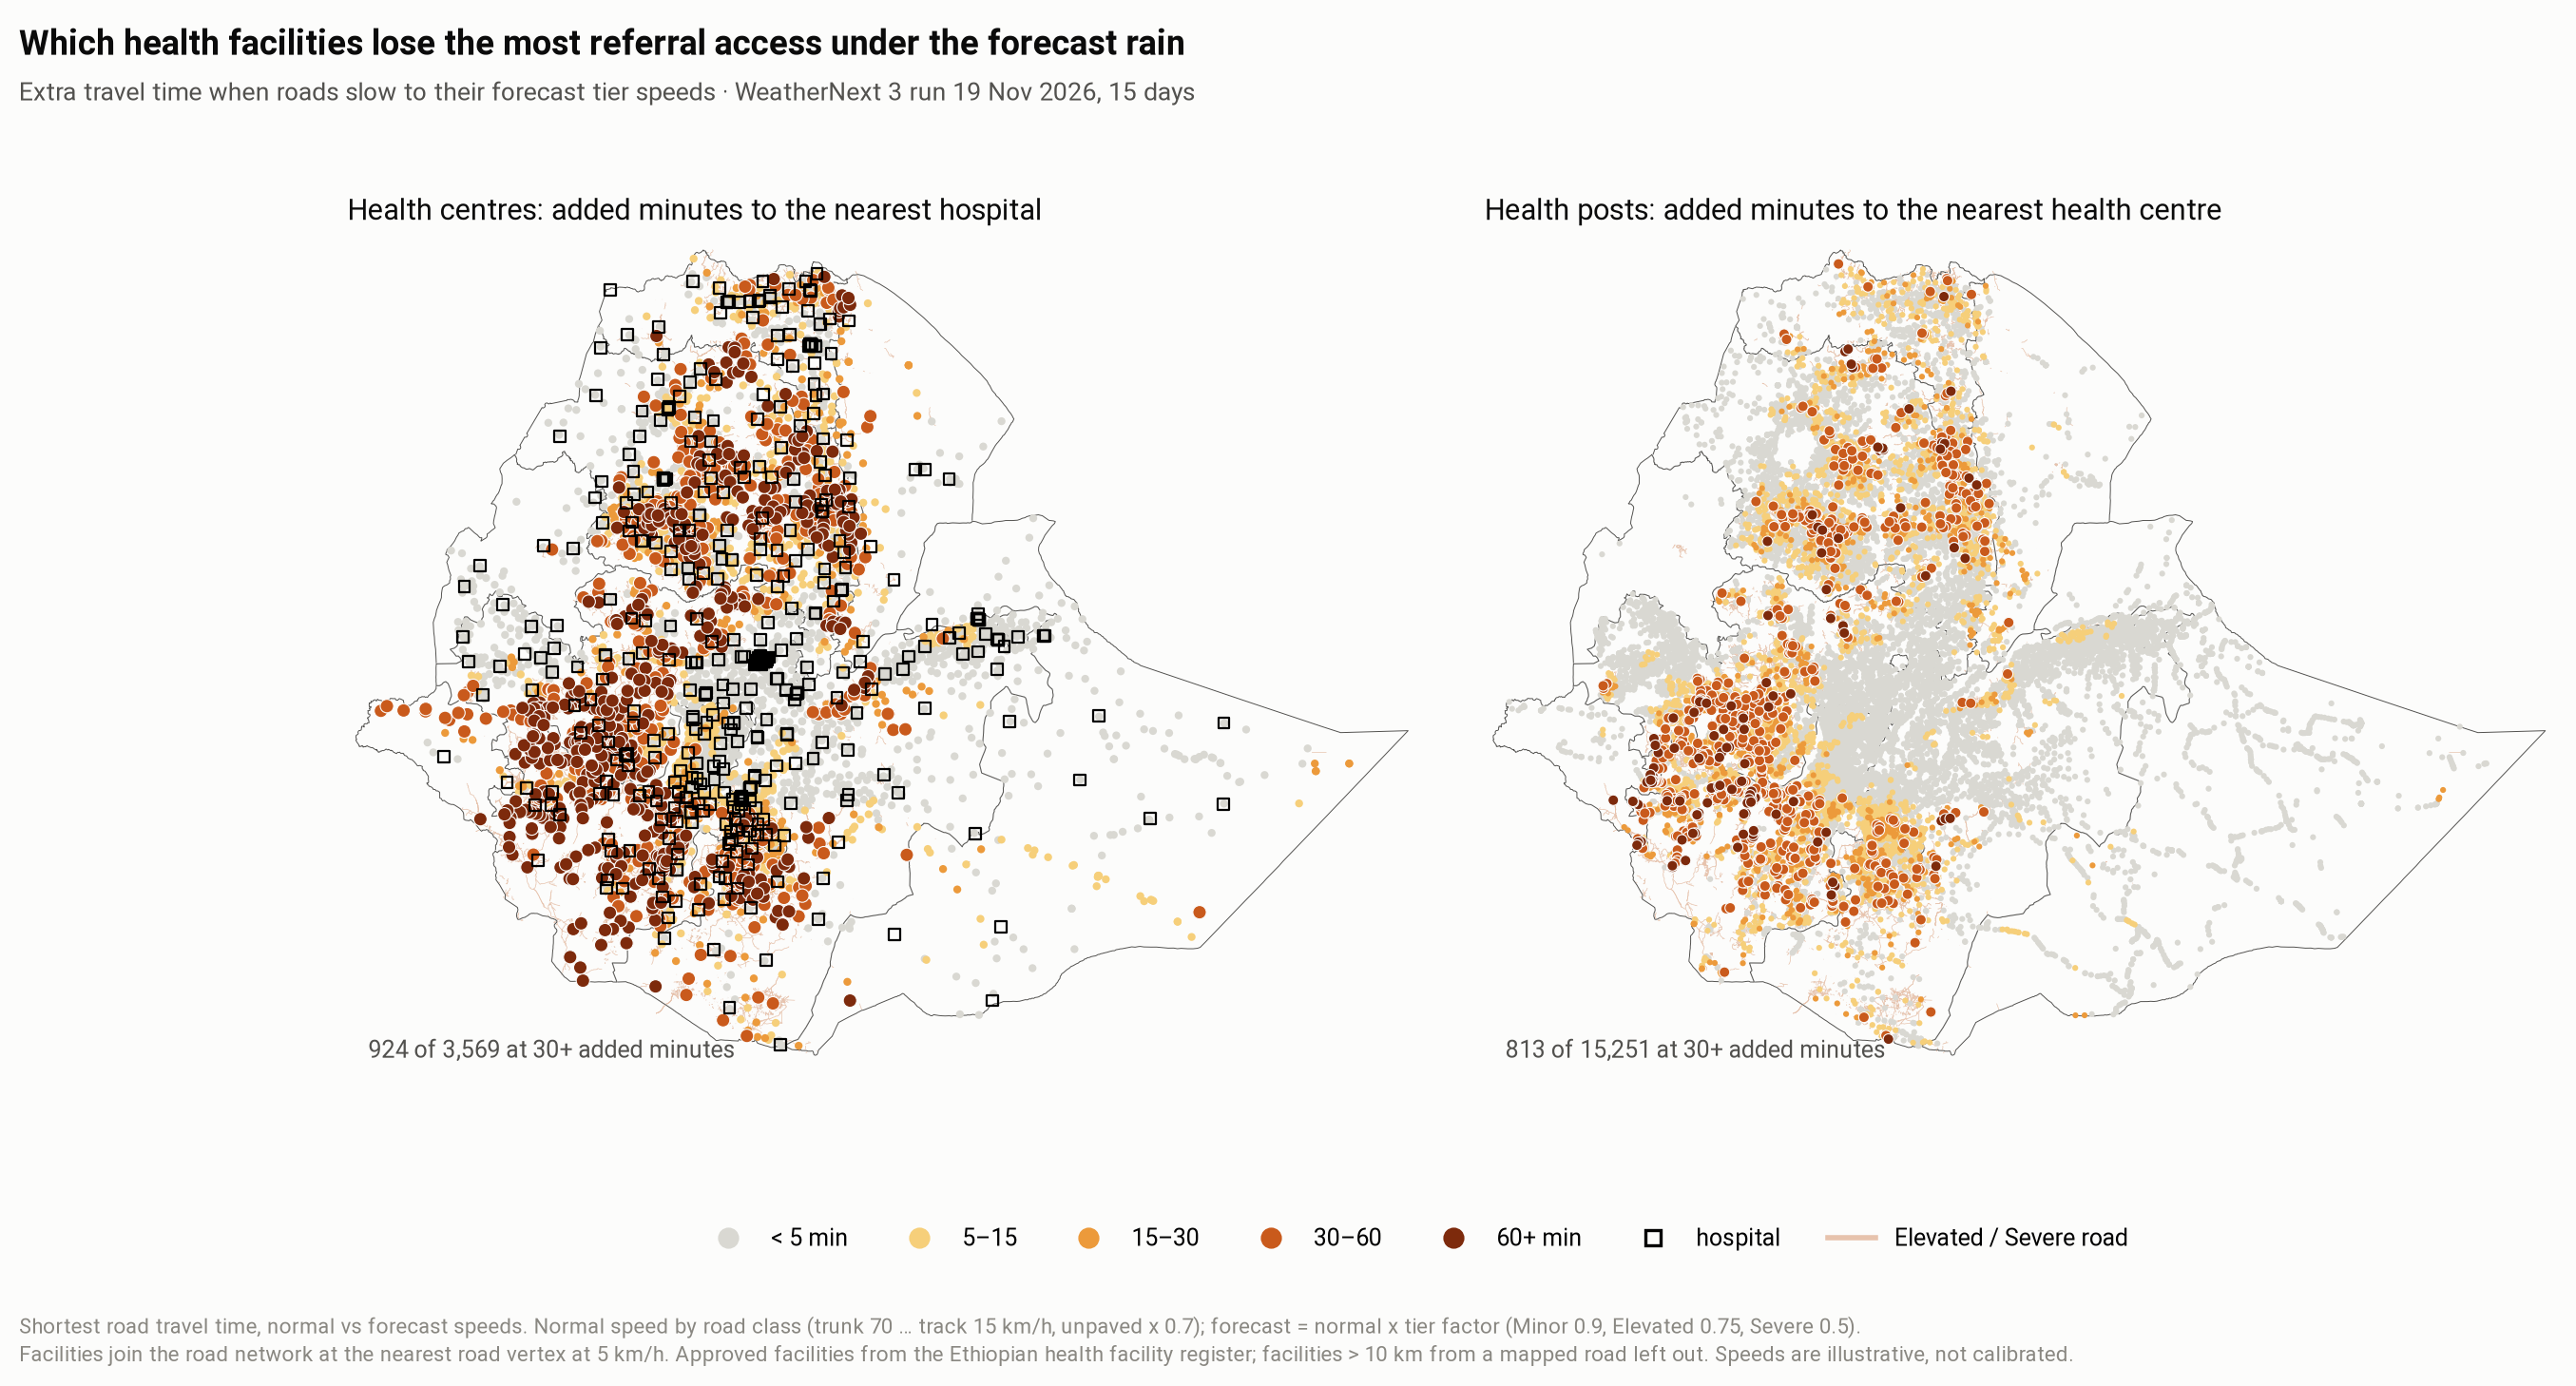 Which health facilities lose the most referral access under the forecast rain
Extra travel time when roads slow to their forecast tier speeds · WeatherNext 3 run 19 Nov 2026, 15 days
Health centres: added minutes to the nearest hospital
Health posts: added minutes to the nearest health centre
924 of 3,569 at 30+ added minutes
813 of 15,251 at 30+ added minutes
< 5 min 5–15 15–30 30–60 60+ min hospital Elevated / Severe road
Shortest road travel time, normal vs forecast speeds. Normal speed by road class (trunk 70 ... track 15 km/h, unpaved x 0.7); forecast = normal x tier factor (Minor 0.9, Elevated 0.75, Severe 0.5).
Facilities join the road network at the nearest road vertex at 5 km/h. Approved facilities from the Ethiopian health facility register; facilities > 10 km from a mapped road left out. Speeds are illustrative, not calibrated.